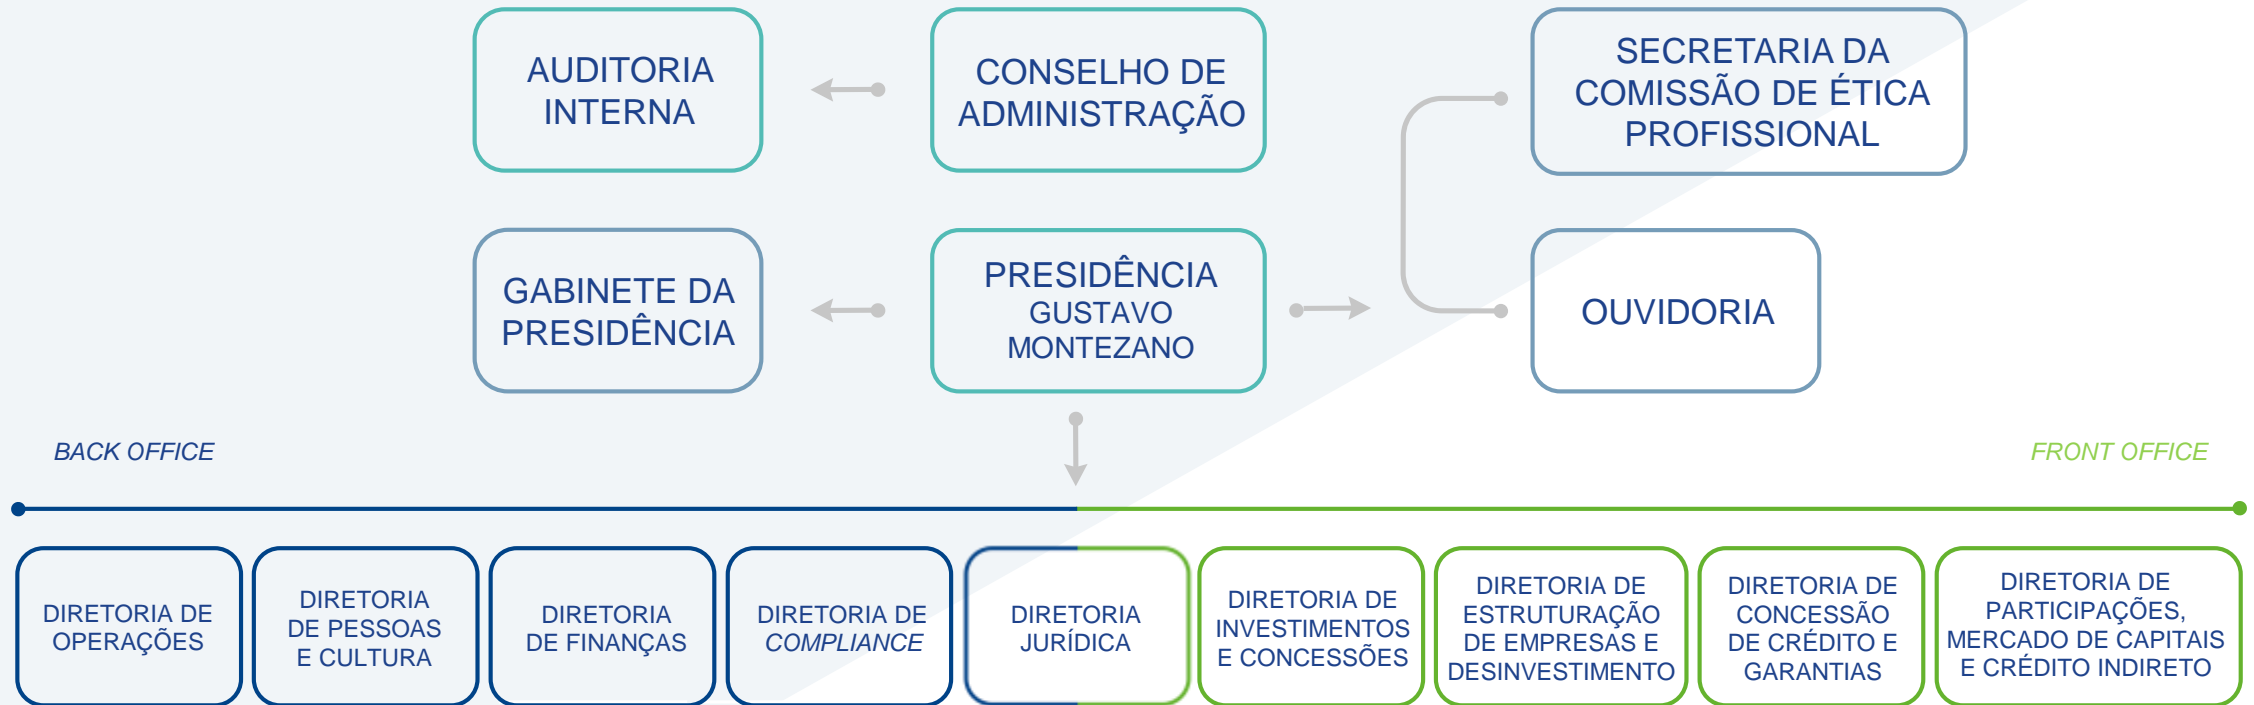 AUDITORIA
INTERNA
CONSELHO DE
ADMINISTRAÇÃO
SECRETARIA DA
COMISSÃO DE ÉTICA
PROFISSIONAL
GABINETE DA
PRESIDÊNCIA
PRESIDÊNCIA
GUSTAVO
MONTEZANO
OUVIDORIA
BACK OFFICE
FRONT OFFICE
DIRETORIA DE
OPERAÇÕES
DIRETORIA
DE PESSOAS
E CULTURA
DIRETORIA
DE FINANÇAS
DIRETORIA DE
COMPLIANCE
DIRETORIA
JURÍDICA
DIRETORIA DE
INVESTIMENTOS
E CONCESSÕES
DIRETORIA DE
ESTRUTURAÇÃO
DE EMPRESAS E
DESINVESTIMENTO
DIRETORIA DE
CONCESSÃO
DE CRÉDITO E
GARANTIAS
DIRETORIA DE
PARTICIPAÇÕES,
MERCADO DE CAPITAIS
E CRÉDITO INDIRETO